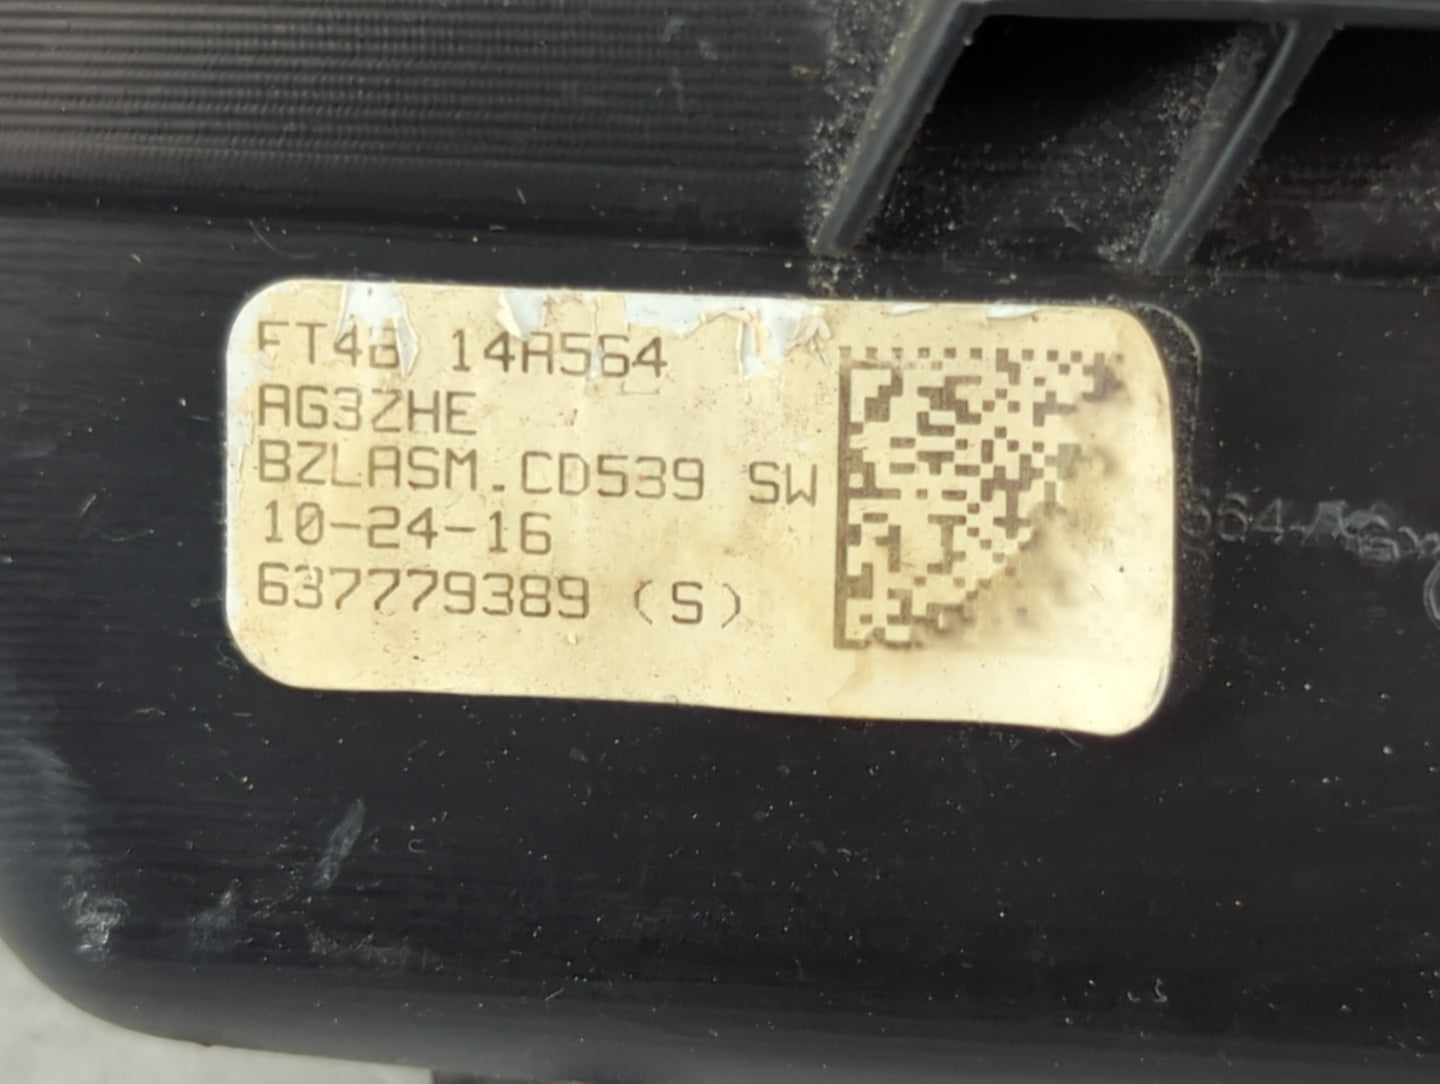 FT4B 14A564
AG3ZHE
BZLASM.CD539 SW
10-24-16
637779389 (S)